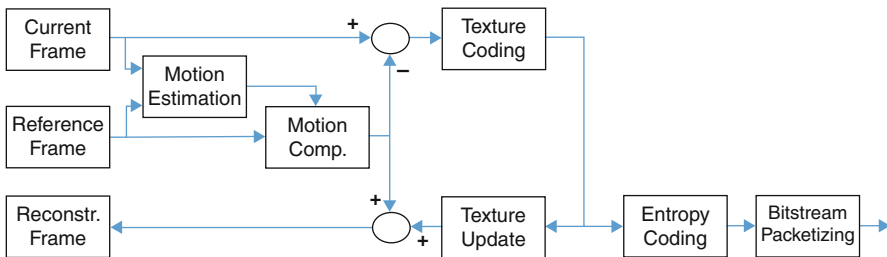 Current
Frame
+
Texture
Coding
−
Motion
Estimation
Reference
Frame
Motion
Comp.
+
Reconstr.
Frame
+
Texture
Update
Entropy
Coding
Bitstream
Packetizing